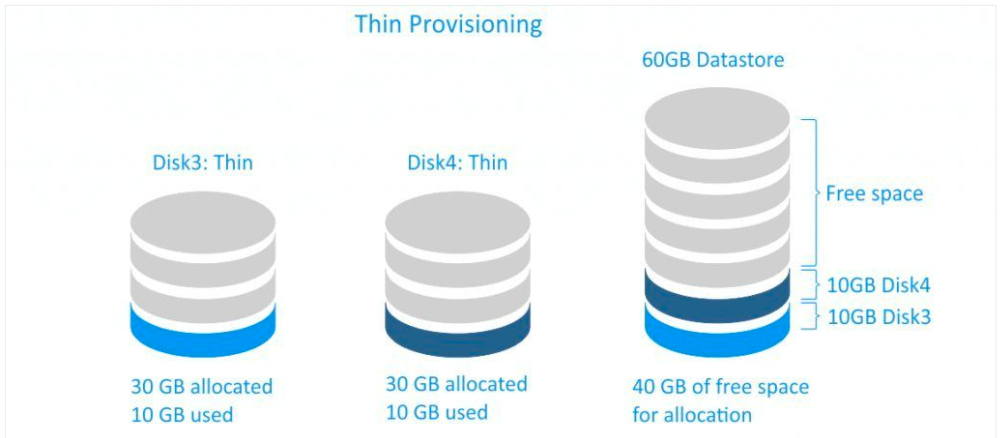 Thin Provisioning
60GB Datastore
Disk3: Thin
Disk4: Thin
Free space
10GB Disk4
10GB Disk3
30 GB allocated
10 GB used
30 GB allocated
10 GB used
40 GB of free space
for allocation